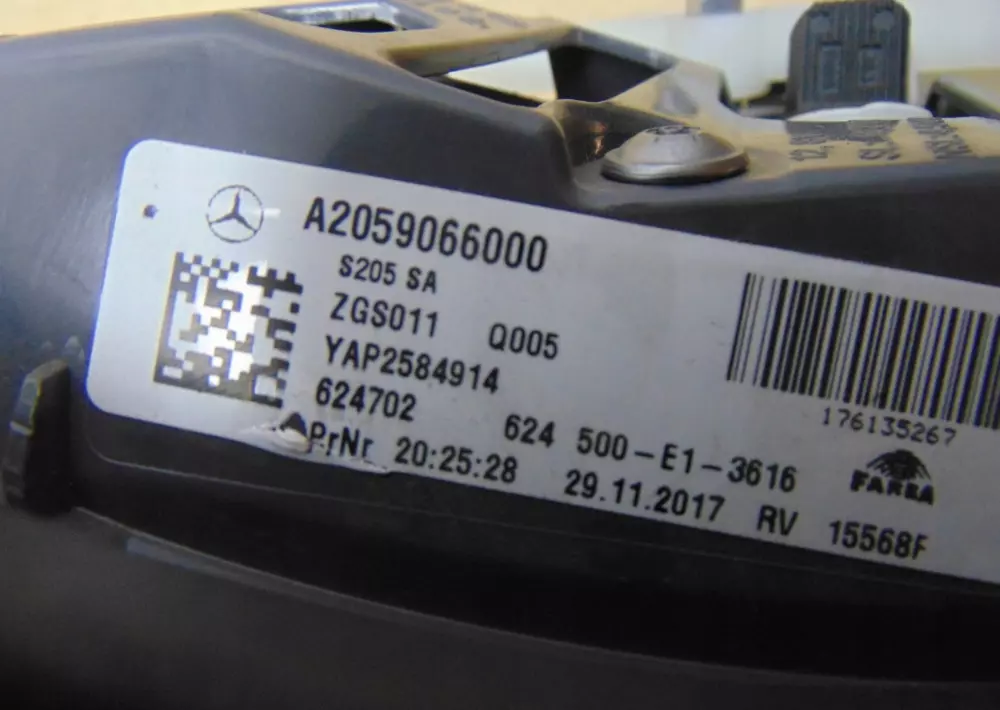 A2059066000
S205 SA
ZGS011 Q005
YAP2584914
624702 624 500-E1-3616
PrNr 20:25:28 29.11.2017 RV 15568F
176135267
FARBA